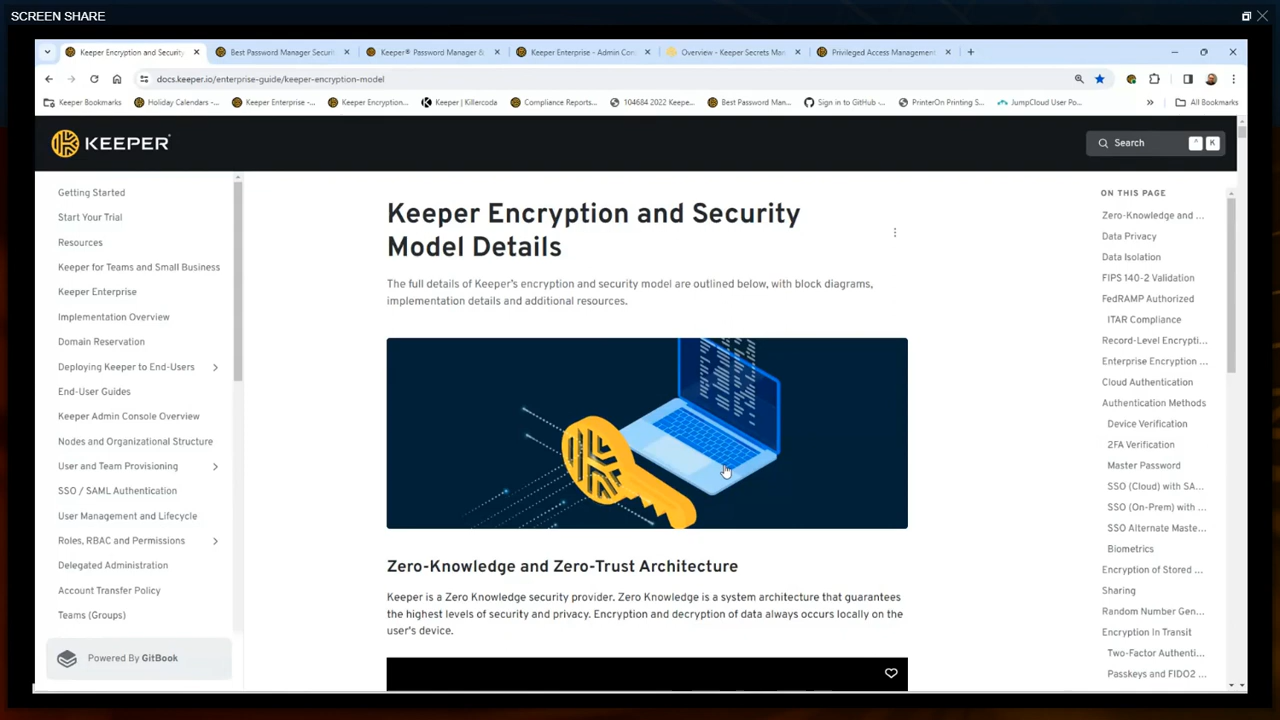 SCREEN SHARE
Keeper Encryption and Security
Best Password Manager Securi
Keeper® Password Manager &
Keeper Enterprise - Admin Con
Overview - Keeper Secrets Man
Privileged Access Management
docs.keeper.io/enterprise-guide/keeper-encryption-model
Keeper Bookmarks
Holiday Calendars -...
Keeper Enterprise -...
Keeper Encryption...
Keeper | Killercoda
Compliance Reports...
104684 2022 Keepe...
Best Password Man...
Sign in to GitHub ·...
PrinterOn Printing S...
JumpCloud User Po...
All Bookmarks
KEEPER
Search
K
Getting Started
Start Your Trial
Resources
Keeper for Teams and Small Business
Keeper Enterprise
Implementation Overview
Domain Reservation
Deploying Keeper to End-Users
End-User Guides
Keeper Admin Console Overview
Nodes and Organizational Structure
User and Team Provisioning
SSO / SAML Authentication
User Management and Lifecycle
Roles, RBAC and Permissions
Delegated Administration
Account Transfer Policy
Teams (Groups)
Powered By GitBook
Keeper Encryption and Security
Model Details
The full details of Keeper's encryption and security model are outlined below, with block diagrams,
implementation details and additional resources.
Zero-Knowledge and Zero-Trust Architecture
Keeper is a Zero Knowledge security provider. Zero Knowledge is a system architecture that guarantees
the highest levels of security and privacy. Encryption and decryption of data always occurs locally on the
user's device.
ON THIS PAGE
Zero-Knowledge and ...
Data Privacy
Data Isolation
FIPS 140-2 Validation
FedRAMP Authorized
ITAR Compliance
Record-Level Encrypti...
Enterprise Encryption ...
Cloud Authentication
Authentication Methods
Device Verification
2FA Verification
Master Password
SSO (Cloud) with SA...
SSO (On-Prem) with ...
SSO Alternate Maste...
Biometrics
Encryption of Stored ...
Sharing
Random Number Gen...
Encryption In Transit
Two-Factor Authenti...
Passkeys and FIDO2 ...